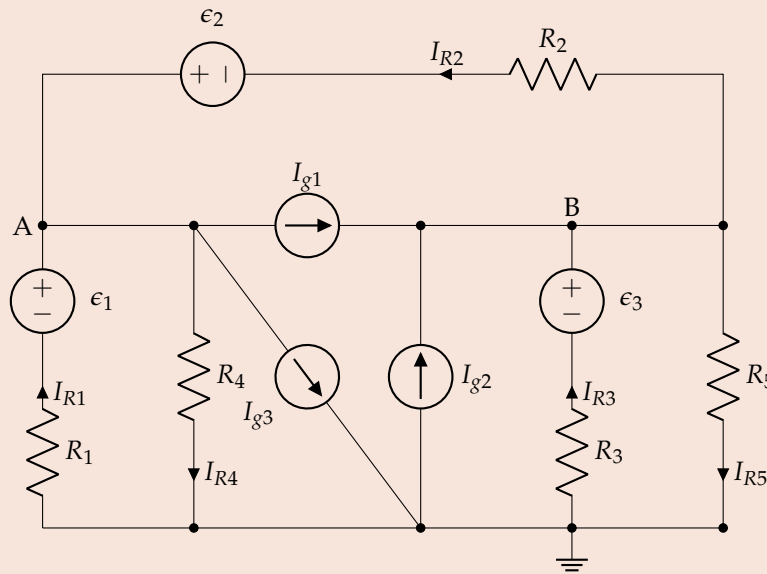 ϵ2
+ −
IR2
R2
Ig1
A
B
+
−
ϵ1
+
−
ϵ3
R4
Ig3
Ig2
R5
IR1
IR3
R1
R3
IR4
IR5